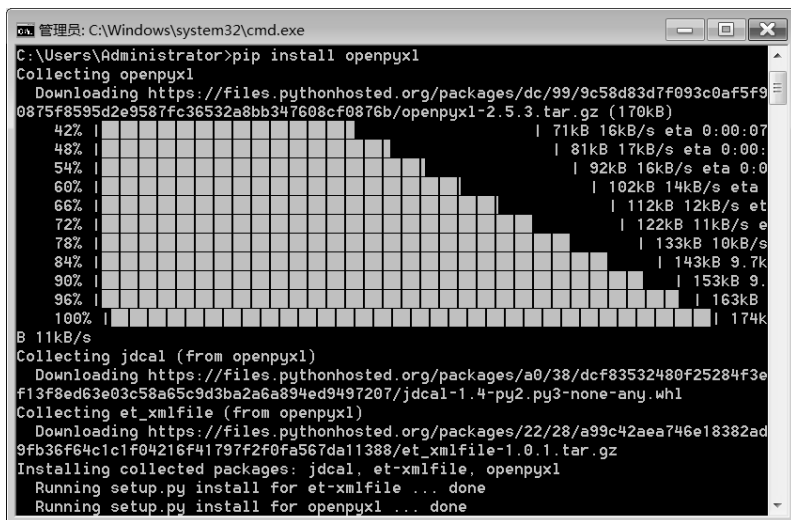 管理员: C:\Windows\system32\cmd.exe
C:\Users\Administrator>pip install openpyxl
Collecting openpyxl
Downloading https://files.pythonhosted.org/packages/dc/99/9c58d83d7f093c0af5f9
0875f8595d2e9587fc36532a8bb347608cf0876b/openpyxl-2.5.3.tar.gz (170kB)
42% | | 71kB 16kB/s eta 0:00:07
48% | | 81kB 17kB/s eta 0:00:
54% | | 92kB 16kB/s eta 0:0
60% | | 102kB 14kB/s eta
66% | | 112kB 12kB/s et
72% | | 122kB 11kB/s e
78% | | 133kB 10kB/s
84% | | 143kB 9.7k
90% | | 153kB 9.
96% | | 163kB
100% | | 174k
B 11kB/s
Collecting jdcal (from openpyxl)
Downloading https://files.pythonhosted.org/packages/a0/38/dcf83532480f25284f3e
f13f8ed63e03c58a65c9d3ba2a6a894ed9497207/jdcal-1.4-py2.py3-none-any.whl
Collecting et_xmlfile (from openpyxl)
Downloading https://files.pythonhosted.org/packages/22/28/a99c42aea746e18382ad
9fb36f64c1c1f04216f41797f2f0fa567da11388/et_xmlfile-1.0.1.tar.gz
Installing collected packages: jdcal, et-xmlfile, openpyxl
Running setup.py install for et-xmlfile ... done
Running setup.py install for openpyxl ... done